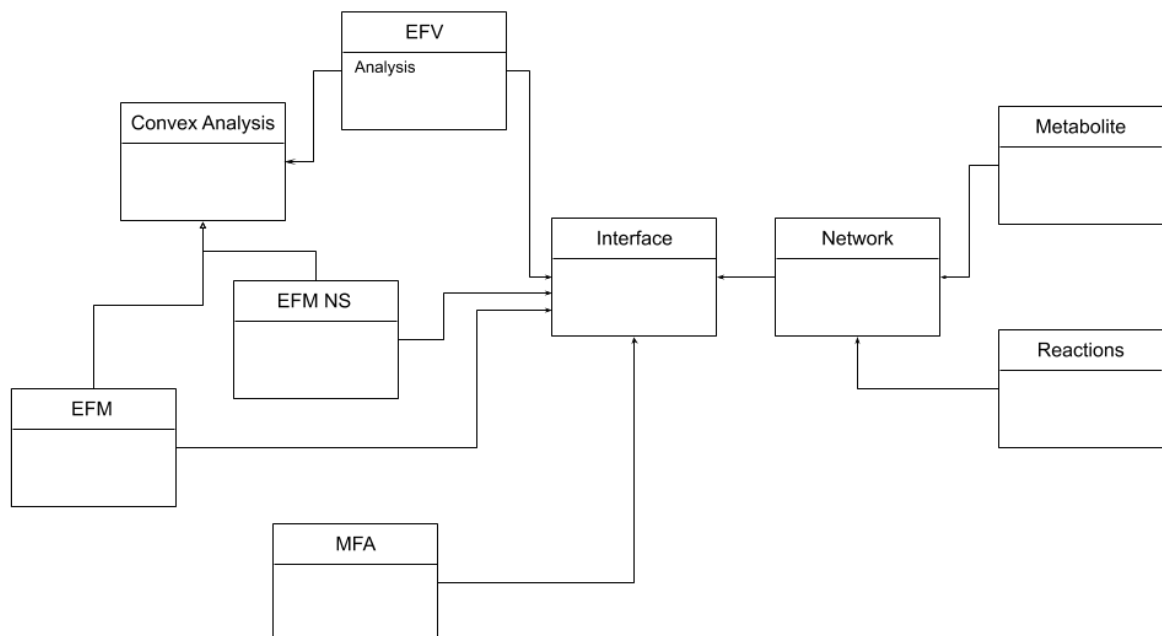 EFV
Analysis
Convex Analysis
Metabolite
Interface
Network
EFM NS
Reactions
EFM
MFA